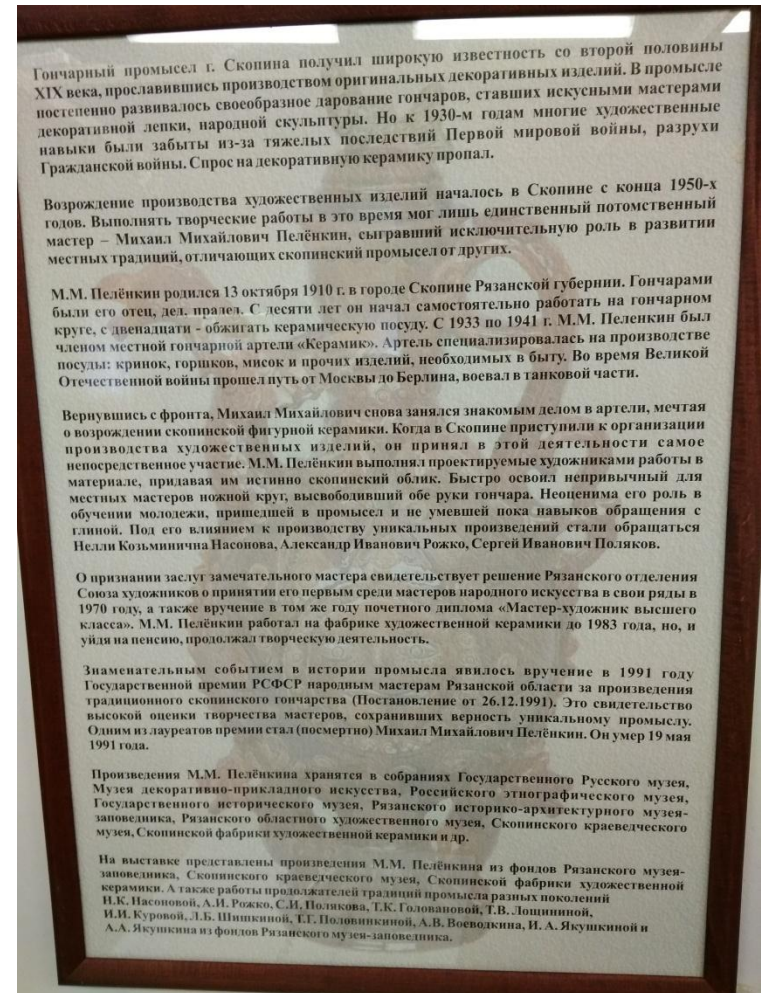 Гончарный промысел г. Скопина получил широкую известность со второй половины
XIX века, прославившись производством оригинальных декоративных изделий. В промысле
постепенно развивалось своеобразное дарование гончаров, ставших искусными мастерами
декоративной лепки, народной скульптуры. Но к 1930-м годам многие художественные
навыки были забыты из-за тяжелых последствий Первой мировой войны, разрухи
Гражданской войны. Спрос на декоративную керамику пропал.
Возрождение производства художественных изделий началось в Скопине с конца 1950-х
годов. Выполнять творческие работы в это время мог лишь единственный потомственный
мастер – Михаил Михайлович Пелёнкин, сыгравший исключительную роль в развитии
местных традиций, отличающих скопинский промысел от других.
М.М. Пелёнкин родился 13 октября 1910 г. в городе Скопине Рязанской губернии. Гончарами
были его отец, дед, прадед. С десяти лет он начал самостоятельно работать на гончарном
круге, с двенадцати - обжигать керамическую посуду. С 1933 по 1941 г. М.М. Пеленкин был
членом местной гончарной артели «Керамик». Артель специализировалась на производстве
посуды: кринок, горшков, мисок и прочих изделий, необходимых в быту. Во время Великой
Отечественной войны прошел путь от Москвы до Берлина, воевал в танковой части.
Вернувшись с фронта, Михаил Михайлович снова занялся знакомым делом в артели, мечтая
о возрождении скопинской фигурной керамики. Когда в Скопине приступили к организации
производства художественных изделий, он принял в этой деятельности самое
непосредственное участие. М.М. Пелёнкин выполнял проектируемые художниками работы в
материале, придавая им истинно скопинский облик. Быстро освоил непривычный для
местных мастеров ножной круг, высвободивший обе руки гончара. Неоценима его роль в
обучении молодежи, пришедшей в промысел и не умевшей пока навыков обращения с
глиной. Под его влиянием к производству уникальных произведений стали обращаться
Нелли Козьминична Насонова, Александр Иванович Рожко, Сергей Иванович Поляков.
О признании заслуг замечательного мастера свидетельствует решение Рязанского отделения
Союза художников о принятии его первым среди мастеров народного искусства в свои ряды в
1970 году, а также вручение в том же году почетного диплома «Мастер-художник высшего
класса». М.М. Пелёнкин работал на фабрике художественной керамики до 1983 года, но, и
уйдя на пенсию, продолжал творческую деятельность.
Знаменательным событием в истории промысла явилось вручение в 1991 году
Государственной премии РСФСР народным мастерам Рязанской области за произведения
традиционного скопинского гончарства (Постановление от 26.12.1991). Это свидетельство
высокой оценки творчества мастеров, сохранивших верность уникальному промыслу.
Одним из лауреатов премии стал (посмертно) Михаил Михайлович Пелёнкин. Он умер 19 мая
1991 года.
Произведения М.М. Пелёнкина хранятся в собраниях Государственного Русского музея,
Музея декоративно-прикладного искусства, Российского этнографического музея,
Государственного исторического музея, Рязанского историко-архитектурного музея-
заповедника, Рязанского областного художественного музея, Скопинского краеведческого
музея, Скопинской фабрики художественной керамики и др.
На выставке представлены произведения М.М. Пелёнкина из фондов Рязанского музея-
заповедника, Скопинского краеведческого музея, Скопинской фабрики художественной
керамики. А также работы продолжателей традиций промысла разных поколений
Н.К. Насоновой, А.И. Рожко, С.И. Полякова, Т.К. Головановой, Т.В. Лощининой,
И.И. Куровой, Л.Б. Шишкиной, Т.Г. Половинкиной, А.В. Воеводкина, И. А. Якушкиной и
А.А. Якушкина из фондов Рязанского музея-заповедника.